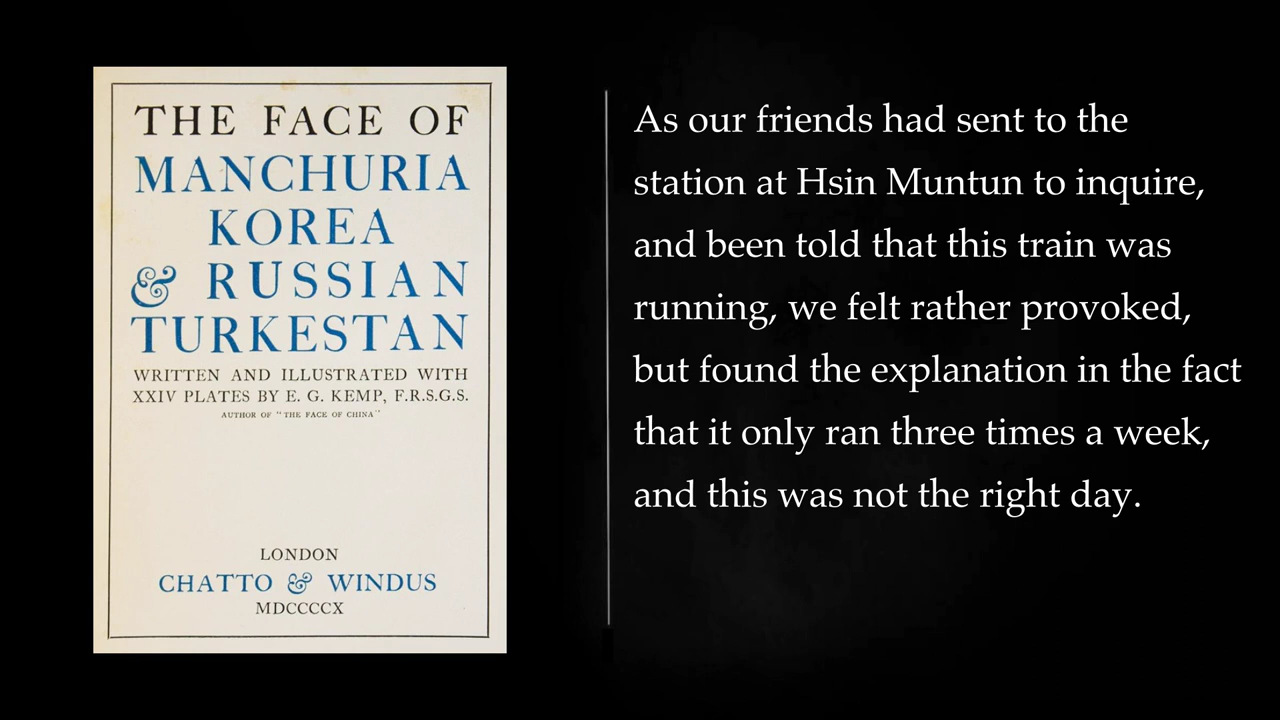 THE FACE OF
MANCHURIA
KOREA
& RUSSIAN
TURKESTAN
WRITTEN AND ILLUSTRATED WITH
XXIV PLATES BY E. G. KEMP, F.R.S.G.S.
AUTHOR OF "THE FACE OF CHINA"
LONDON
CHATTO & WINDUS
MDCCCCX
As our friends had sent to the
station at Hsin Muntun to inquire,
and been told that this train was
running, we felt rather provoked,
but found the explanation in the fact
that it only ran three times a week,
and this was not the right day.